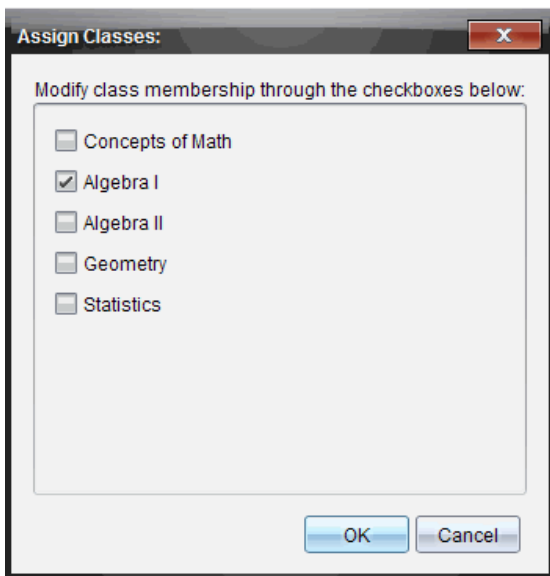 Assign Classes:
X
Modify class membership through the checkboxes below:
Concepts of Math
Algebra I
Algebra II
Geometry
Statistics
OK Cancel